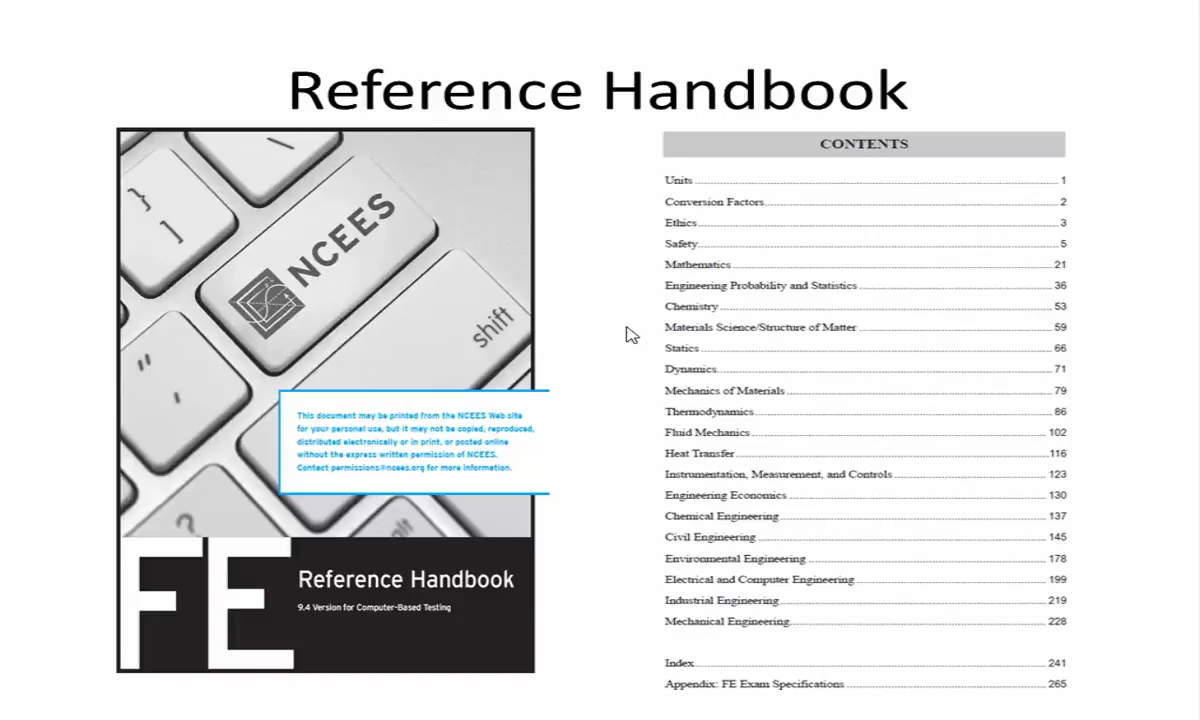 Reference Handbook
} ]
\
NCEES
shift
" '
?
alt
This document may be printed from the NCEES Web site
for your personal use, but it may not be copied, reproduced,
distributed electronically or in print, or posted online
without the express written permission of NCEES.
Contact permissions@ncees.org for more information.
FE
Reference Handbook
9.4 Version for Computer-Based Testing
CONTENTS
Units 1
Conversion Factors 2
Ethics 3
Safety 5
Mathematics 21
Engineering Probability and Statistics 36
Chemistry 53
Materials Science/Structure of Matter 59
Statics 66
Dynamics 71
Mechanics of Materials 79
Thermodynamics 86
Fluid Mechanics 102
Heat Transfer 116
Instrumentation, Measurement, and Controls 123
Engineering Economics 130
Chemical Engineering 137
Civil Engineering 145
Environmental Engineering 178
Electrical and Computer Engineering 199
Industrial Engineering 219
Mechanical Engineering 228
Index 241
Appendix: FE Exam Specifications 265